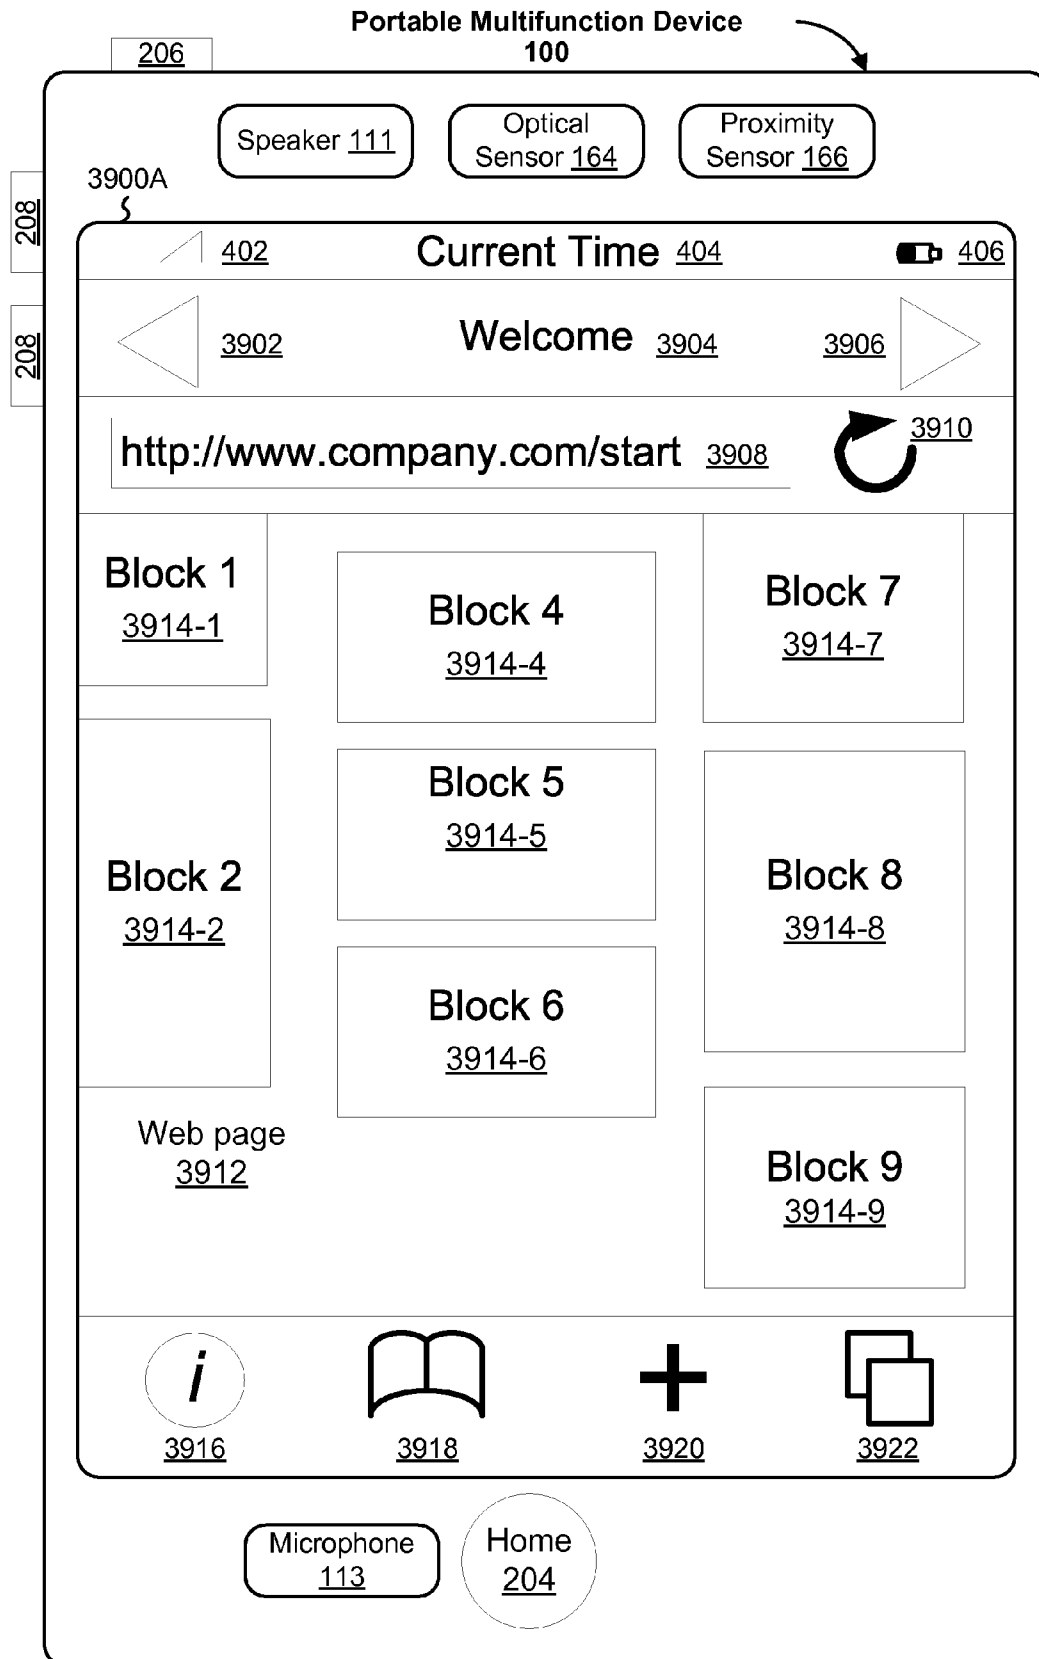 Portable Multifunction Device
100
206
Speaker 111
Optical
Sensor 164
Proximity
Sensor 166
3900A
208
208
402
Current Time 404
406
3902
Welcome 3904
3906
http://www.company.com/start 3908
3910
Block 1
3914-1
Block 2
3914-2
Web page
3912
Block 4
3914-4
Block 5
3914-5
Block 6
3914-6
Block 7
3914-7
Block 8
3914-8
Block 9
3914-9
i
3916
3918
3920
3922
Microphone
113
Home
204